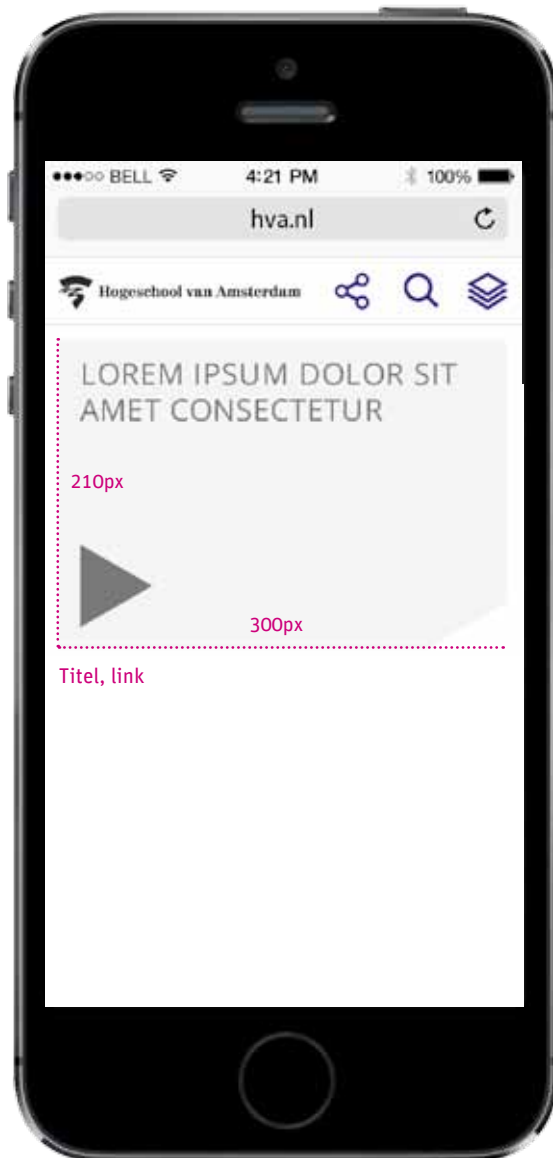 BELL 4:21 PM 100%
hva.nl
Hogeschool van Amsterdam
LOREM IPSUM DOLOR SIT
AMET CONSECTETUR
210px
300px
Titel, link